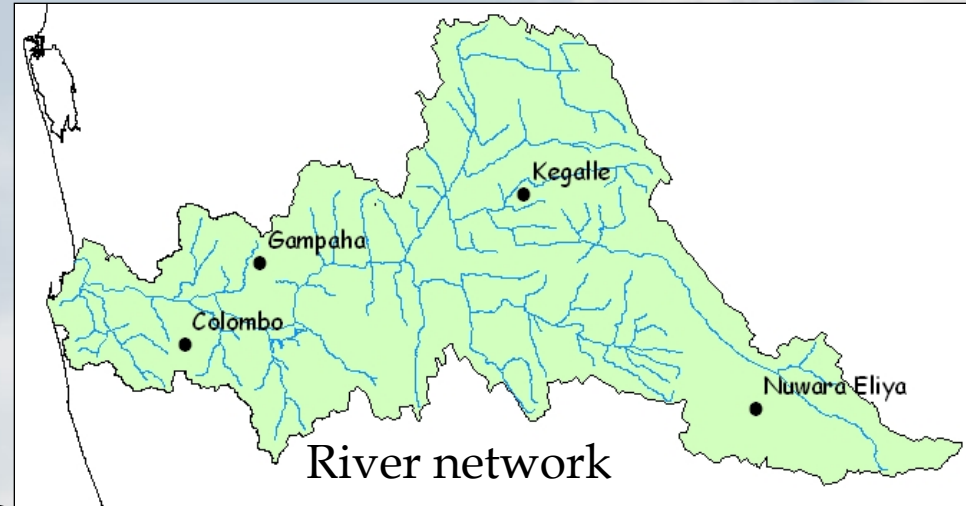 Kegalle
Gampaha
Colombo
Nuwara Eliya
River network